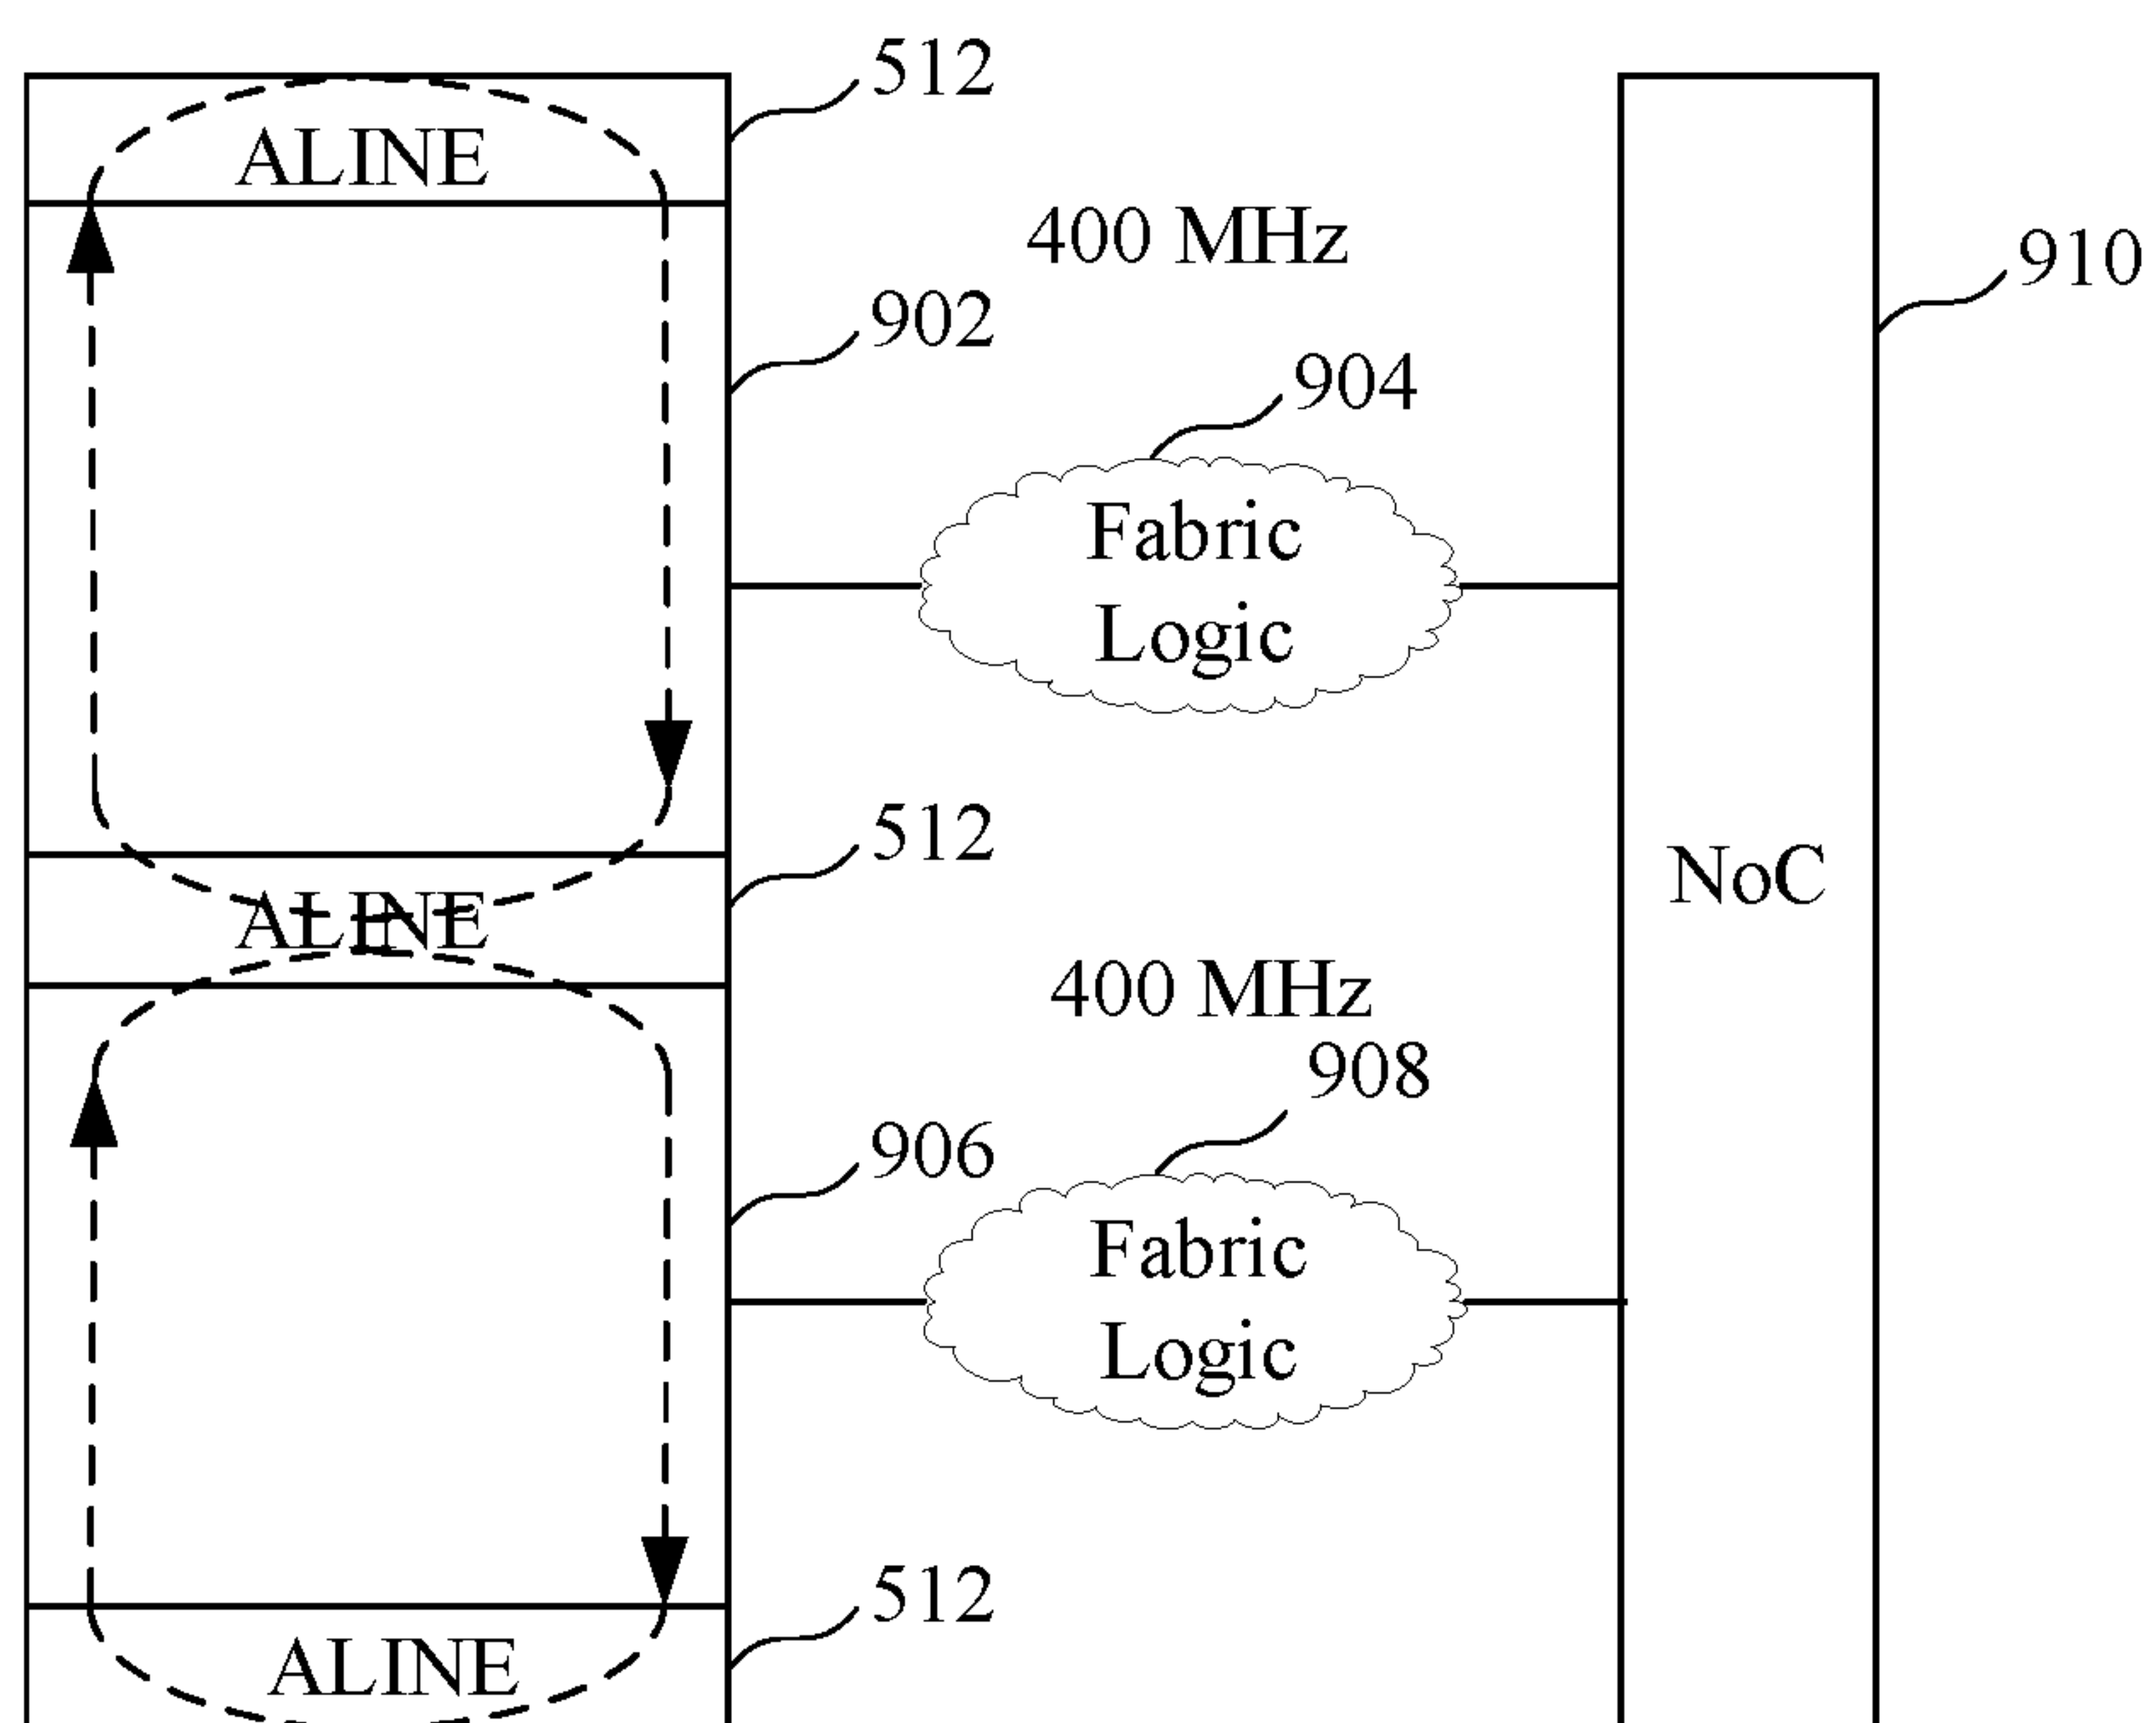 512
ALINE
400 MHz
910
902
904
Fabric
Logic
512
NoC
ALINE
400 MHz
908
906
Fabric
Logic
512
ALINE